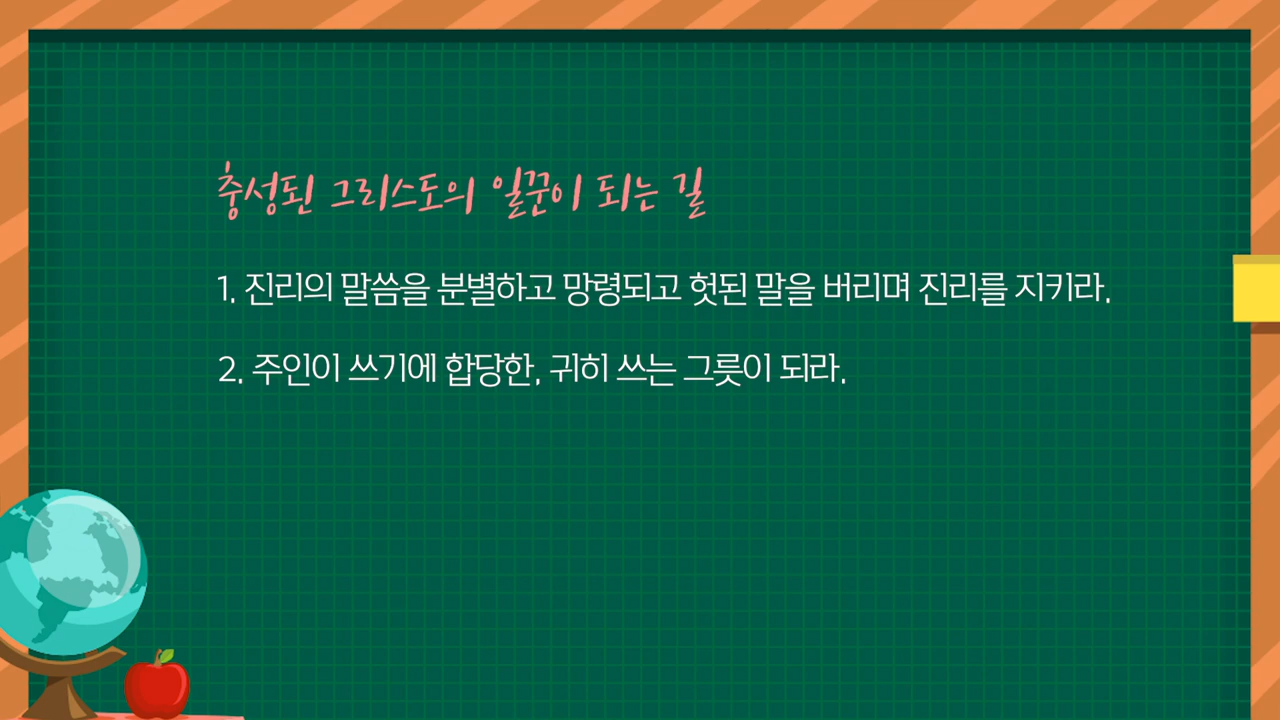 충성된 그리스도의 일꾼이 되는 길
1. 진리의 말씀을 분별하고 망령되고 헛된 말을 버리며 진리를 지키라.
2. 주인이 쓰기에 합당한, 귀히 쓰는 그릇이 되라.